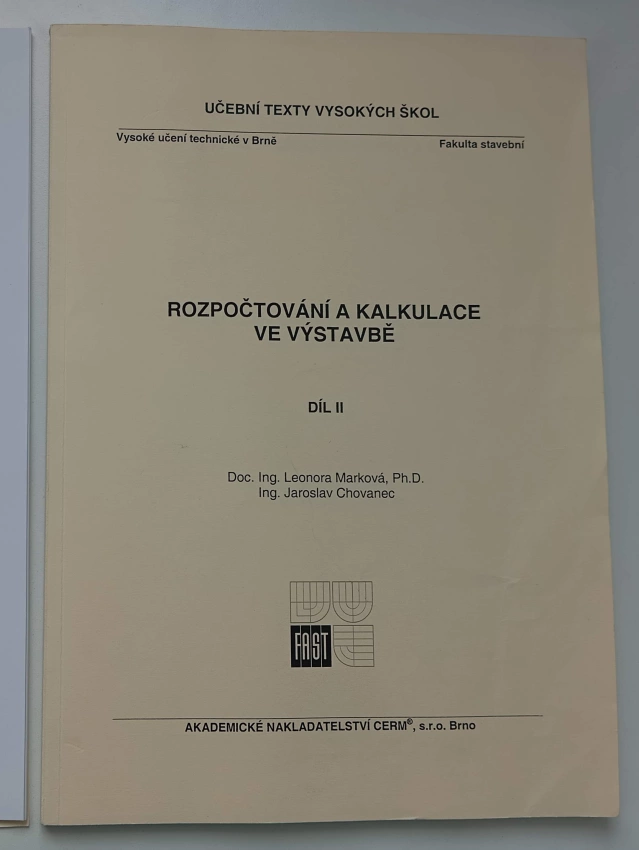 UČEBNÍ TEXTY VYSOKÝCH ŠKOL
Vysoké učení technické v Brně Fakulta stavební
ROZPOČTOVÁNÍ A KALKULACE
VE VÝSTAVBĚ
DÍL II
Doc. Ing. Leonora Marková, Ph.D.
Ing. Jaroslav Chovanec
FAST
AKADEMICKÉ NAKLADATELSTVÍ CERM®, s.r.o. Brno